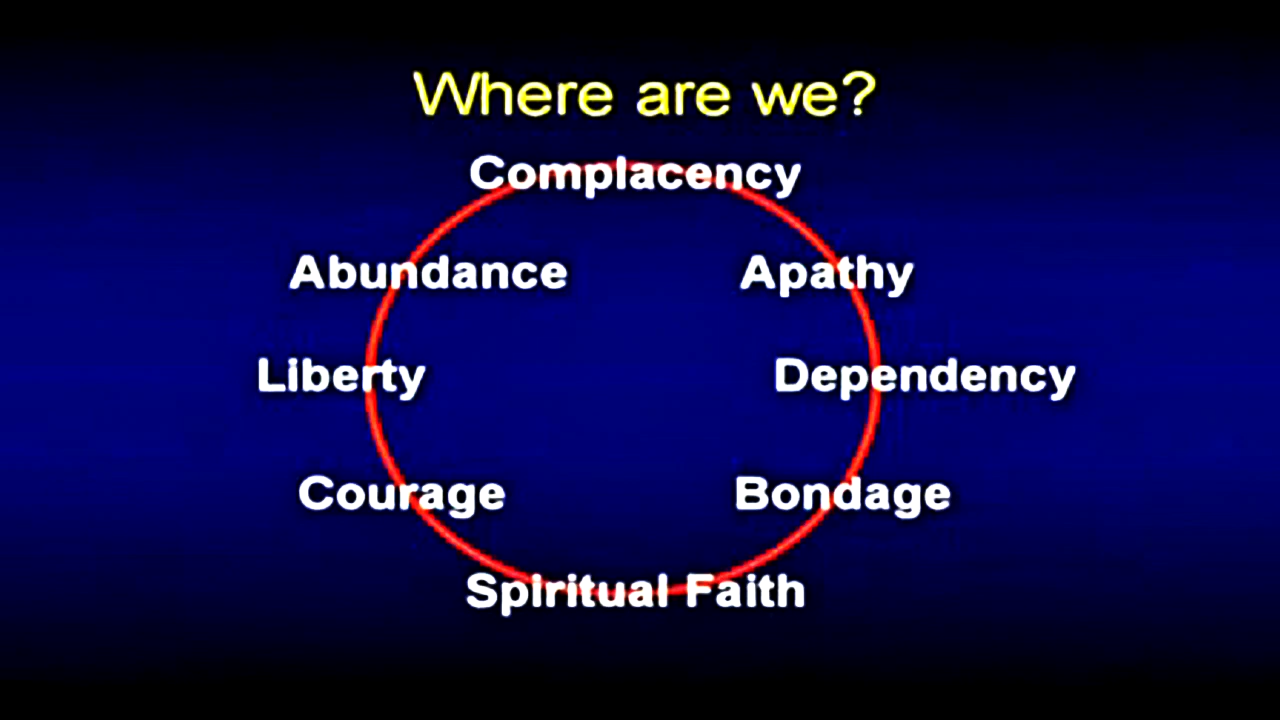 Where are we?
Complacency
Abundance
Apathy
Liberty
Dependency
Courage
Bondage
Spiritual Faith